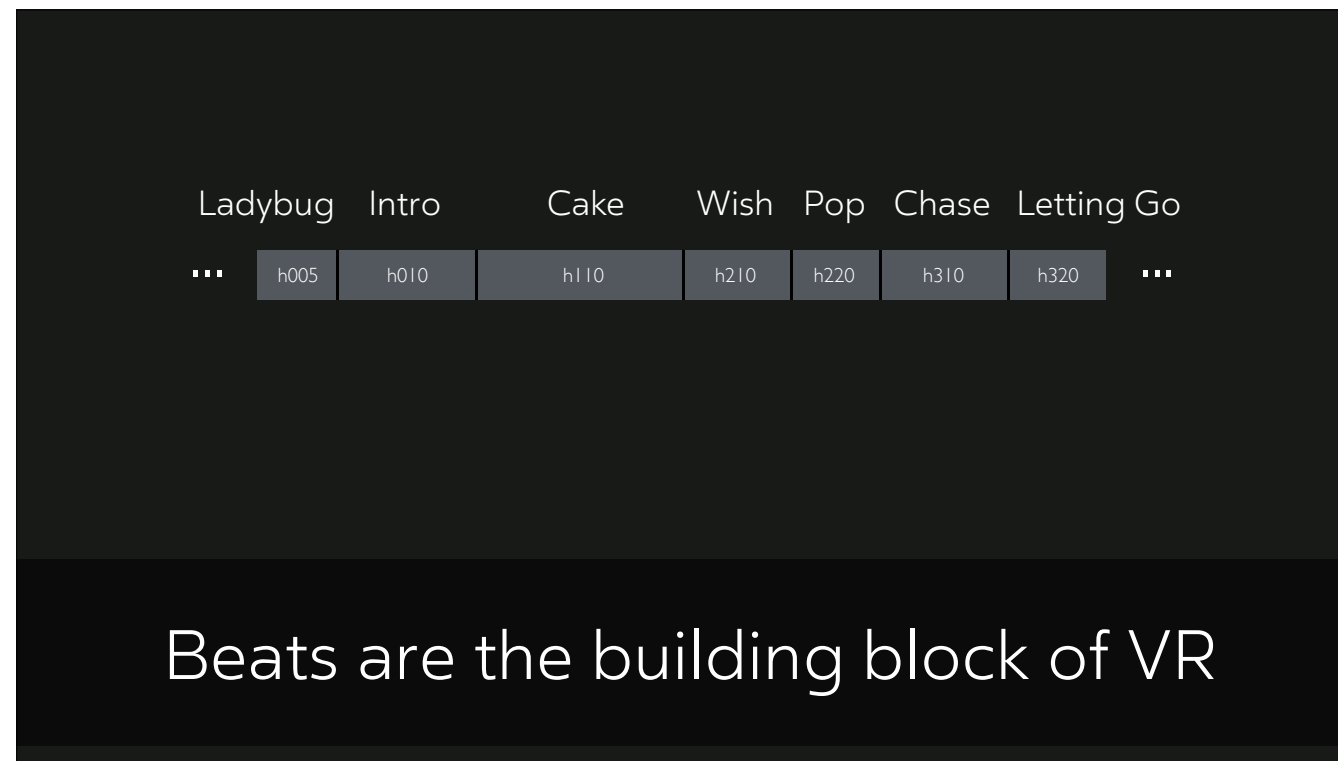 Ladybug Intro Cake Wish Pop Chase Letting Go
... h005 h010 h110 h210 h220 h310 h320 ...
Beats are the building block of VR